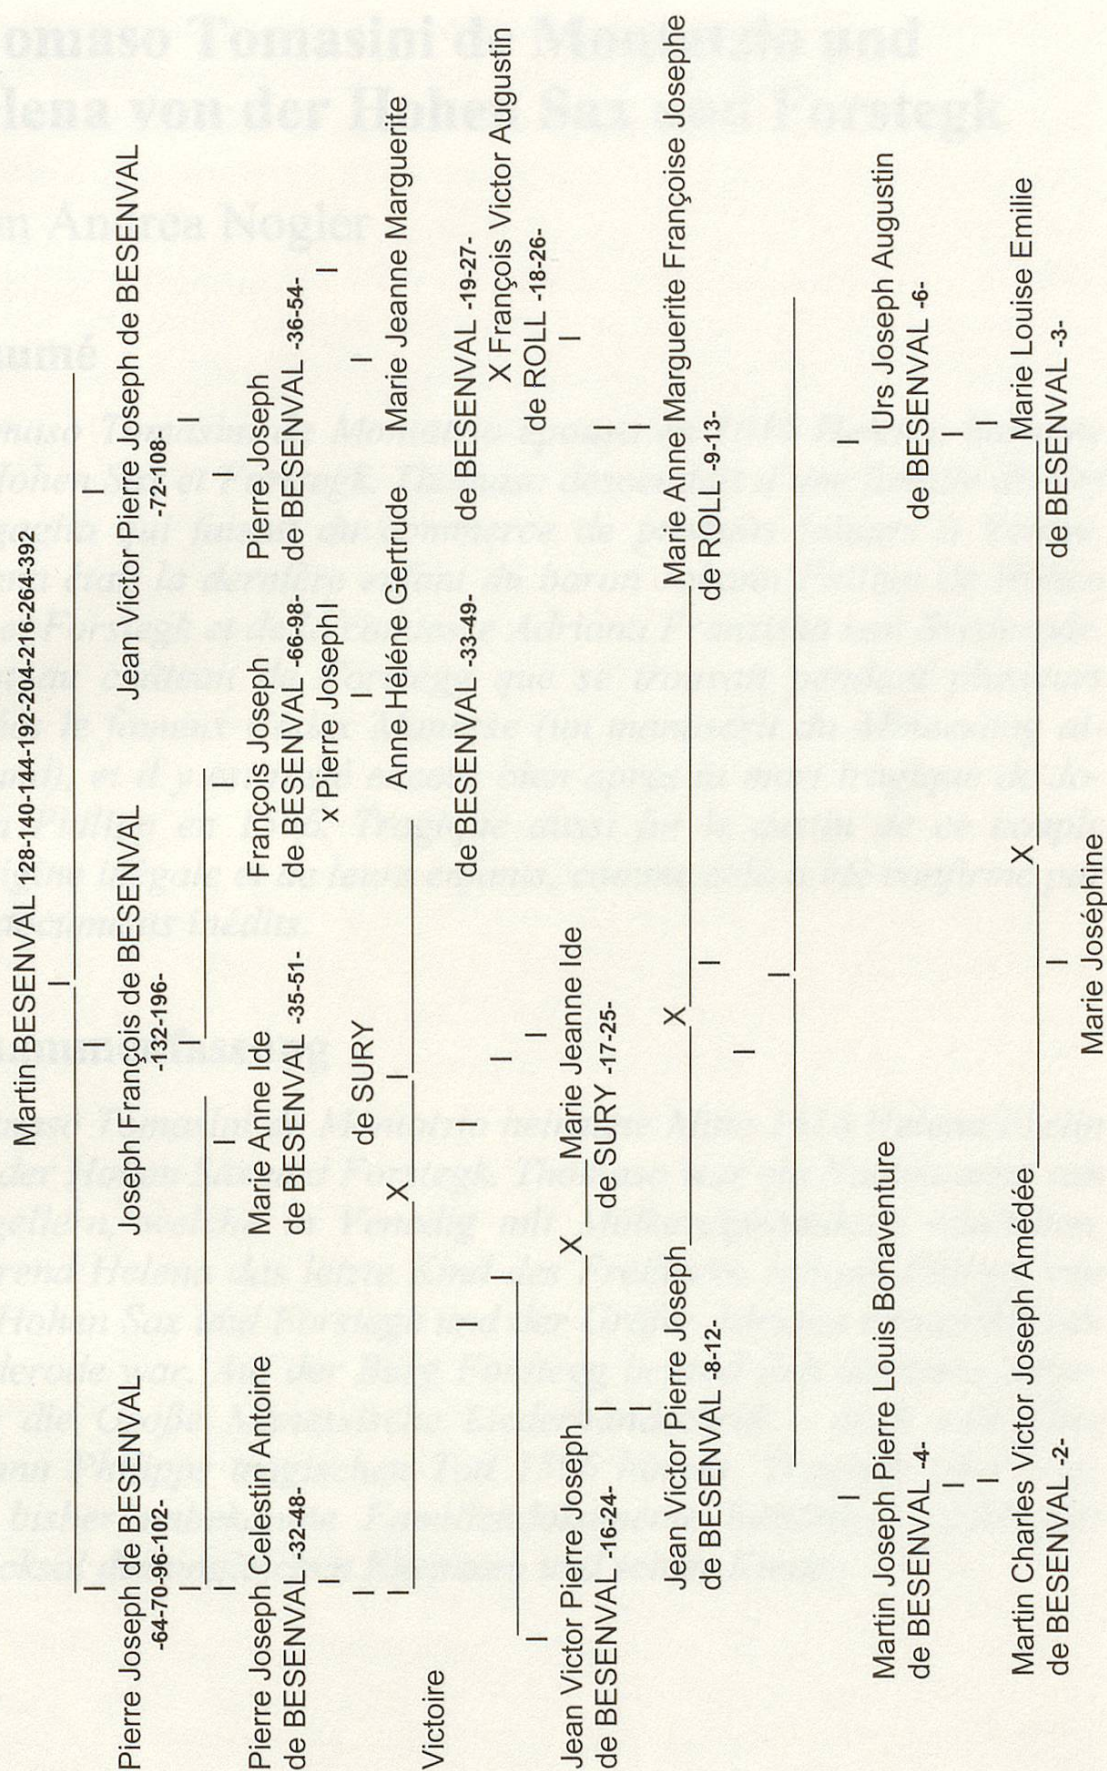 Martin BESENVAL 128-140-144-192-204-216-264-392
Pierre Joseph de BESENVAL
-64-70-96-102-
Joseph François de BESENVAL
-132-196-
Jean Victor Pierre Joseph de BESENVAL
-72-108-
Pierre Joseph Celestin Antoine
de BESENVAL -32-48-
Marie Anne Ide
de BESENVAL -35-51-
François Joseph
de BESENVAL -66-98-
X Pierre Joseph
Pierre Joseph
de BESENVAL -36-54-
de SURY
X
Victoire
Anne Hélène Gertrude
de BESENVAL -33-49-
Marie Jeanne Marguerite
de BESENVAL -19-27-
X François Victor Augustin
de ROLL -18-26-
Jean Victor Pierre Joseph
de BESENVAL -16-24-
X
Marie Jeanne Ide
de SURY -17-25-
Jean Victor Pierre Joseph
de BESENVAL -8-12-
X
Marie Anne Marguerite Françoise Josephe
de ROLL -9-13-
Martin Joseph Pierre Louis Bonaventure
de BESENVAL -4-
Urs Joseph Augustin
de BESENVAL -6-
Martin Charles Victor Joseph Amédée
de BESENVAL -2-
X
Marie Louise Emilie
de BESENVAL -3-
Marie Joséphne